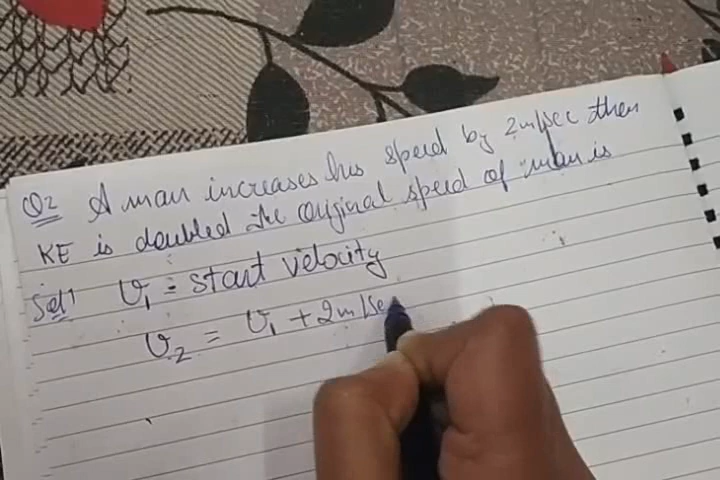 Q2 A man increases his speed by 2m/sec then
KE is doubled the original speed of man is
Sol" V1 = start velocity
V2 = V1 + 2m/Sec